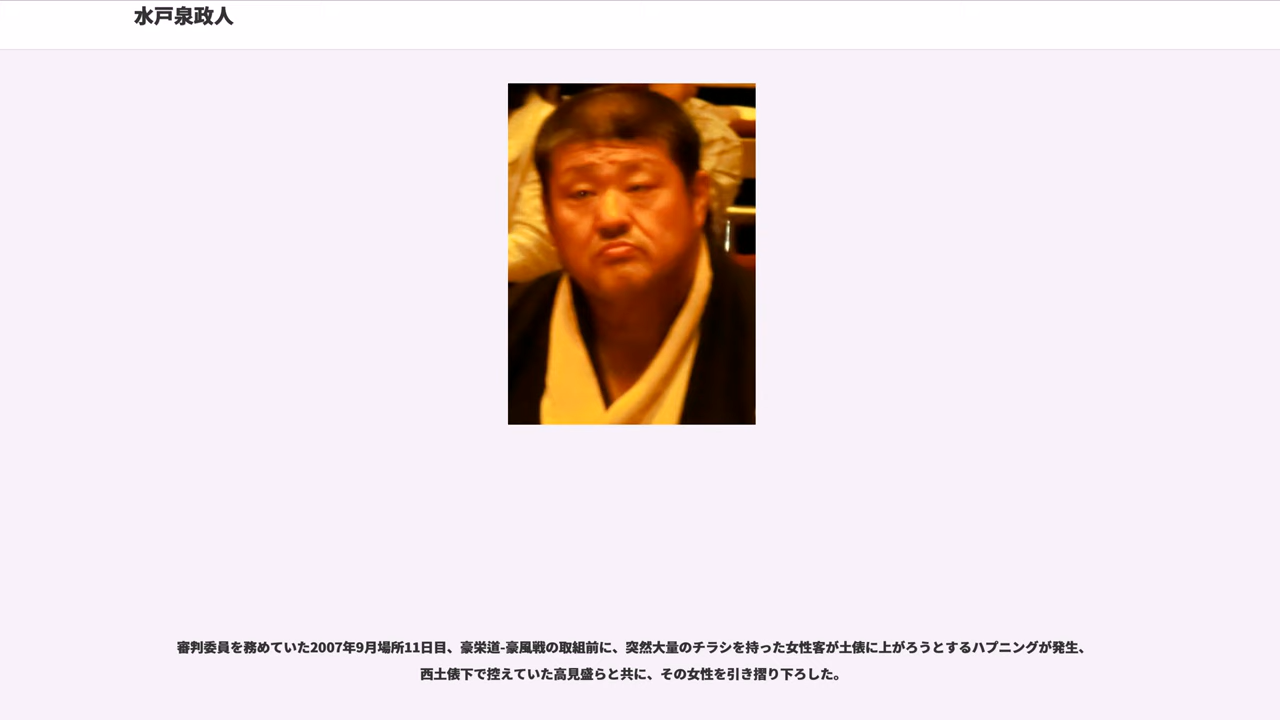 水戸泉政人
審判委員を務めていた2007年9月場所11日目、豪栄道-豪風戦の取組前に、突然大量のチラシを持った女性客が土俵に上がろうとするハプニングが発生、
西土俵下で控えていた高見盛らと共に、その女性を引き摺り下ろした。